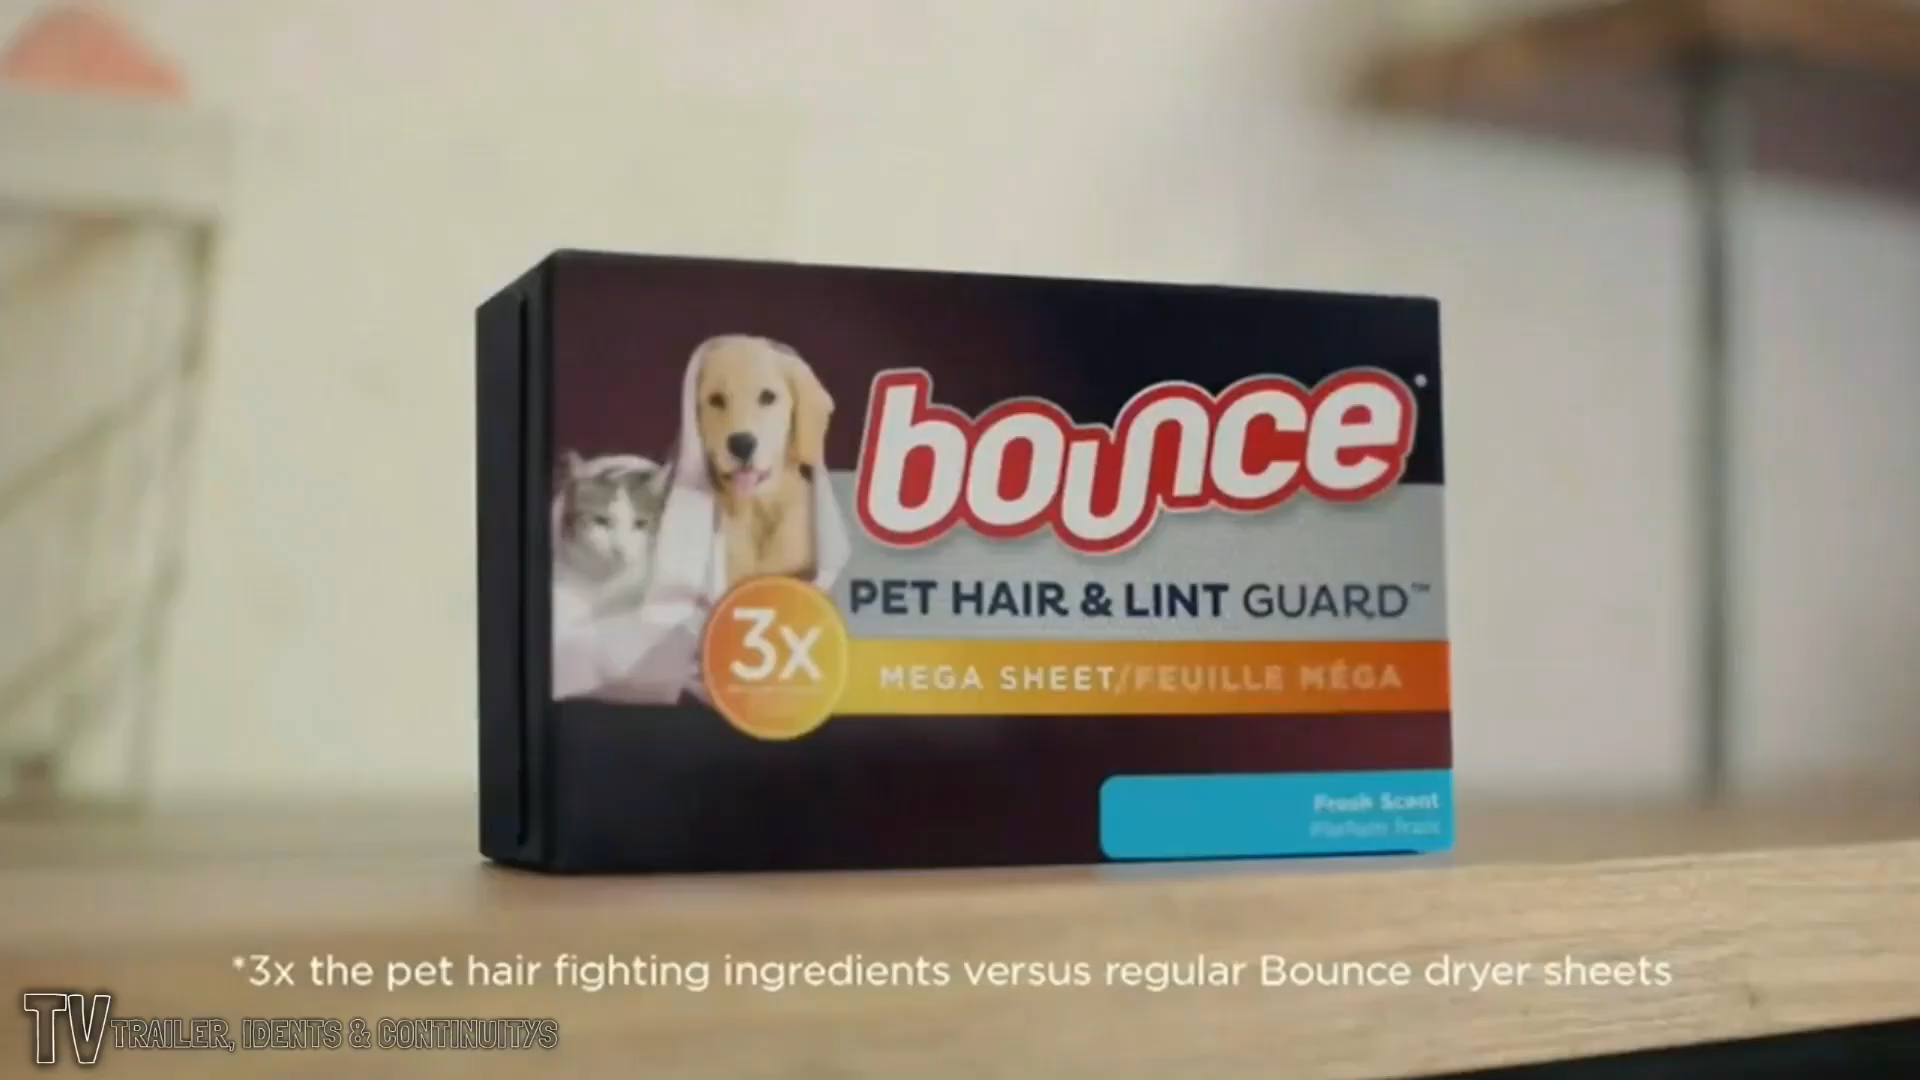 bounce
PET HAIR & LINT GUARD™
3x
MEGA SHEET/FEUILLE MÉGA
Fresh Scent
*3x the pet hair fighting ingredients versus regular Bounce dryer sheets
TV TRAILER, IDENTS & CONTINUITYS